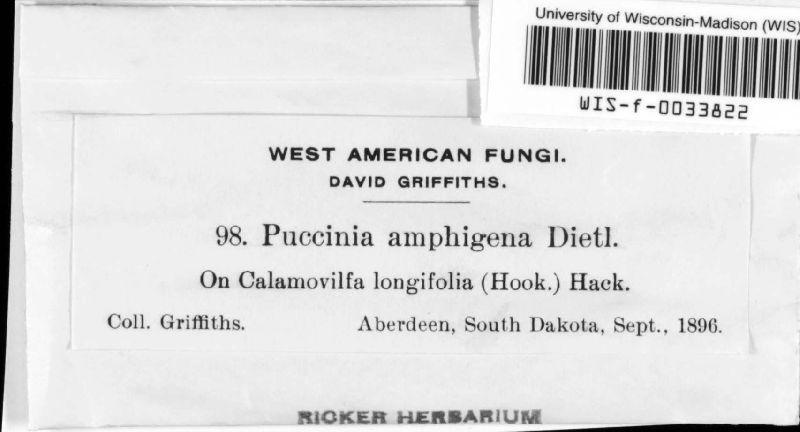 University of Wisconsin-Madison (WIS)
WIS-f-0033822
WEST AMERICAN FUNGI.
DAVID GRIFFITHS.
98. Puccinia amphigena Dietl.
On Calamovilfa longifolia (Hook.) Hack.
Coll. Griffiths. Aberdeen, South Dakota, Sept., 1896.
RICKER HERBARIUM